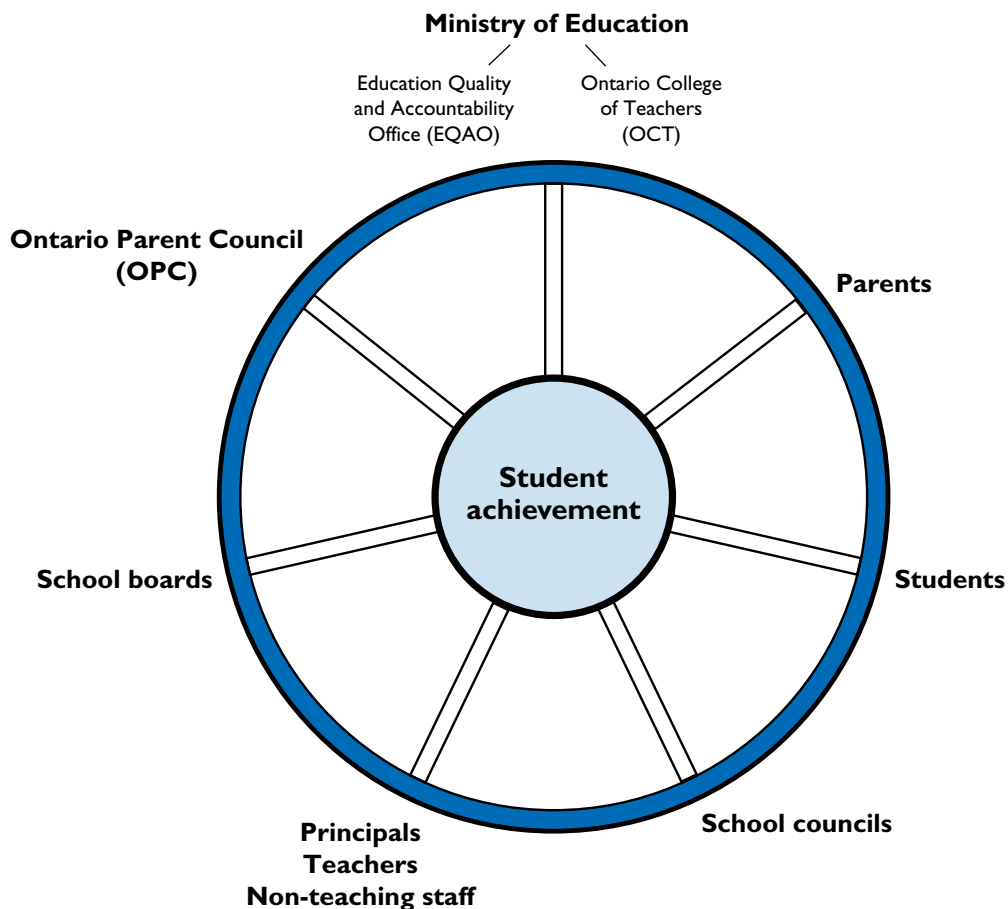 Ministry of Education
Education Quality
and Accountability
Office (EQAO)
Ontario College
of Teachers
(OCT)
Ontario Parent Council
(OPC)
Parents
Student
achievement
School boards
Students
Principals
Teachers
Non-teaching staff
School councils